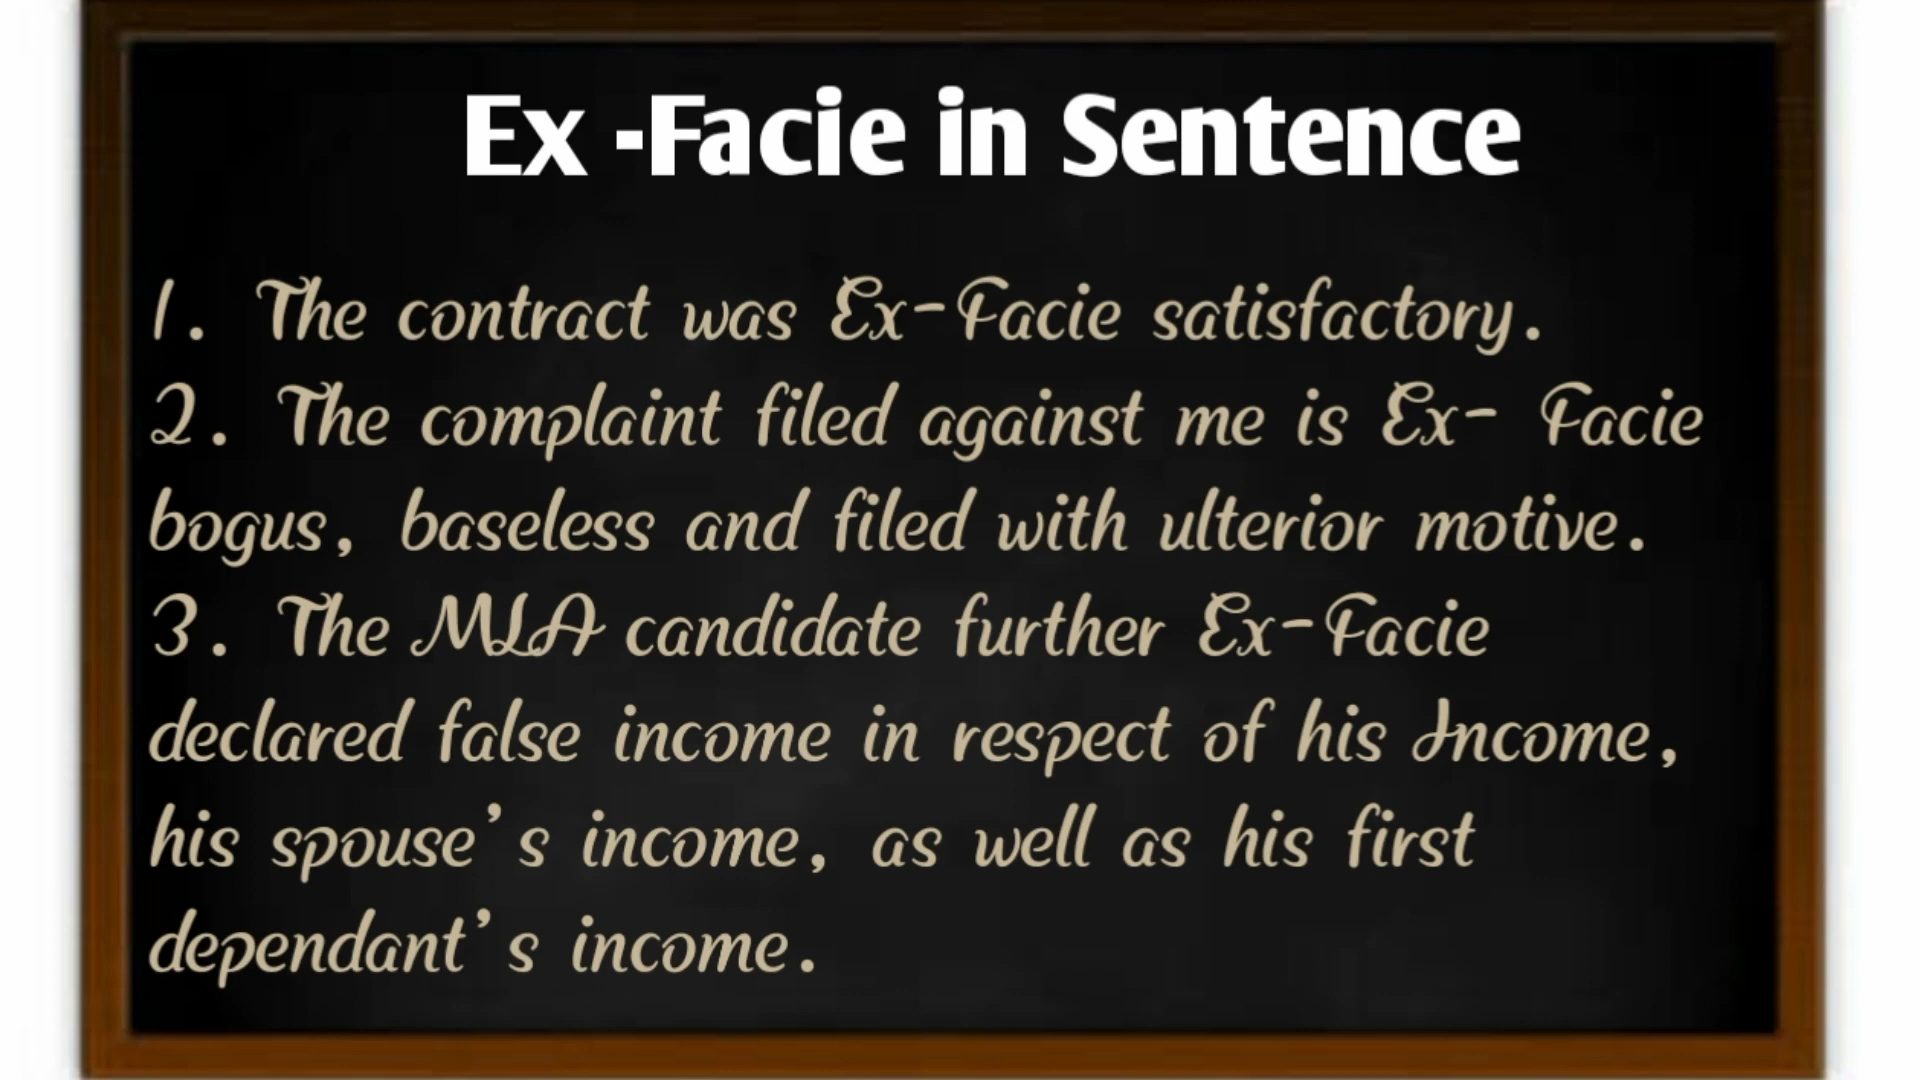 Ex -Facie in Sentence
1. The contract was Ex-Facie satisfactory.
2. The complaint filed against me is Ex- Facie
bogus, baseless and filed with ulterior motive.
3. The MLA candidate further Ex-Facie
declared false income in respect of his Income,
his spouse's income, as well as his first
dependant's income.